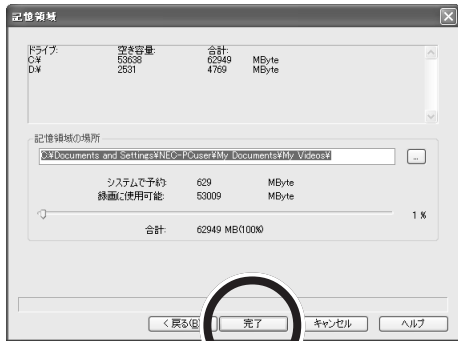 記憶領域
ドライブ: 空き容量: 合計:
C:¥ 53638 62949 MByte
D:¥ 2531 4769 MByte
記憶領域の場所
C:¥Documents and Settings¥NEC-PCuser¥My Documents¥My Videos¥
...
システムで予約: 629 MByte
録画に使用可能: 53009 MByte
1 %
合計: 62949 MB(100%)
< 戻る(B) 完了 キャンセル ヘルプ